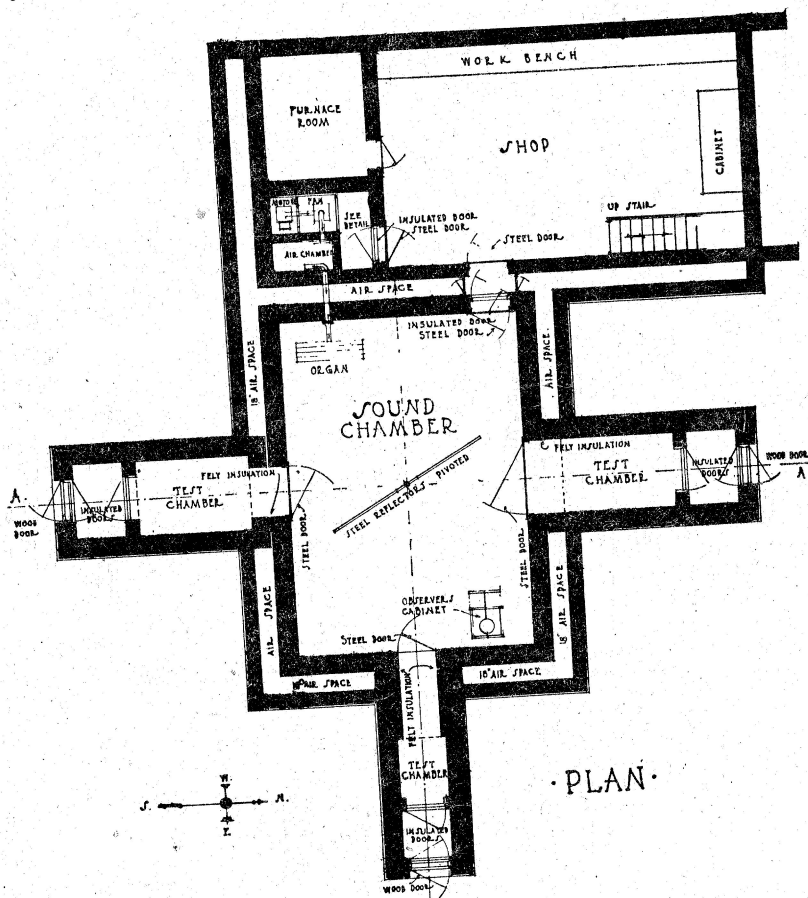 WORK BENCH
FURNACE
ROOM
SHOP
CABINET
UP STAIR
MOTOR
FAN
SEE
DETAIL
INSULATED DOOR
STEEL DOOR
STEEL DOOR
AIR CHAMBER
AIR SPACE
INSULATED DOOR
STEEL DOOR
ORGAN
18" AIR SPACE
AIR SPACE
SOUND
CHAMBER
FELT INSULATION
TEST
CHAMBER
INSULATED
DOORS
WOOD
DOOR
A
STEEL REFLECTORS - PIVOTED
FELT INSULATION
TEST
CHAMBER
INSULATED
DOORS
WOOD DOOR
A
STEEL DOOR
STEEL DOOR
OBSERVERS
CABINET
AIR SPACE
18" AIR SPACE
STEEL DOOR
18" AIR SPACE
18" AIR SPACE
FELT INSULATION
TEST
CHAMBER
INSULATED
DOORS
WOOD DOOR
· PLAN ·
W.
S.
N.
E.